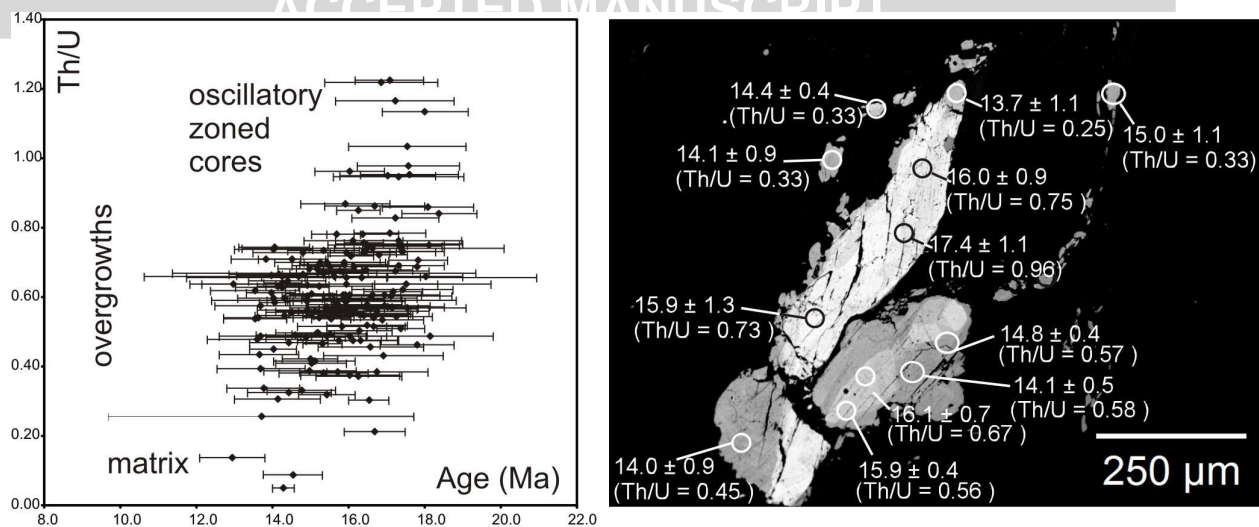 ACCEPTED MANUSCRIPT
1.40
Th/U
1.20
1.00
0.80
0.60
0.40
0.20
0.00
oscillatory
zoned
cores
overgrowths
matrix
Age (Ma)
8.0 10.0 12.0 14.0 16.0 18.0 20.0 22.0
14.4 ± 0.4
(Th/U = 0.33)
13.7 ± 1.1
(Th/U = 0.25)
15.0 ± 1.1
(Th/U = 0.33)
14.1 ± 0.9
(Th/U = 0.33)
16.0 ± 0.9
(Th/U = 0.75 )
17.4 ± 1.1
(Th/U = 0.96)
15.9 ± 1.3
(Th/U = 0.73 )
14.8 ± 0.4
(Th/U = 0.57 )
14.1 ± 0.5
(Th/U = 0.58 )
16.1 ± 0.7
(Th/U = 0.67 )
15.9 ± 0.4
(Th/U = 0.56 )
14.0 ± 0.9
(Th/U = 0.45 )
250 µm